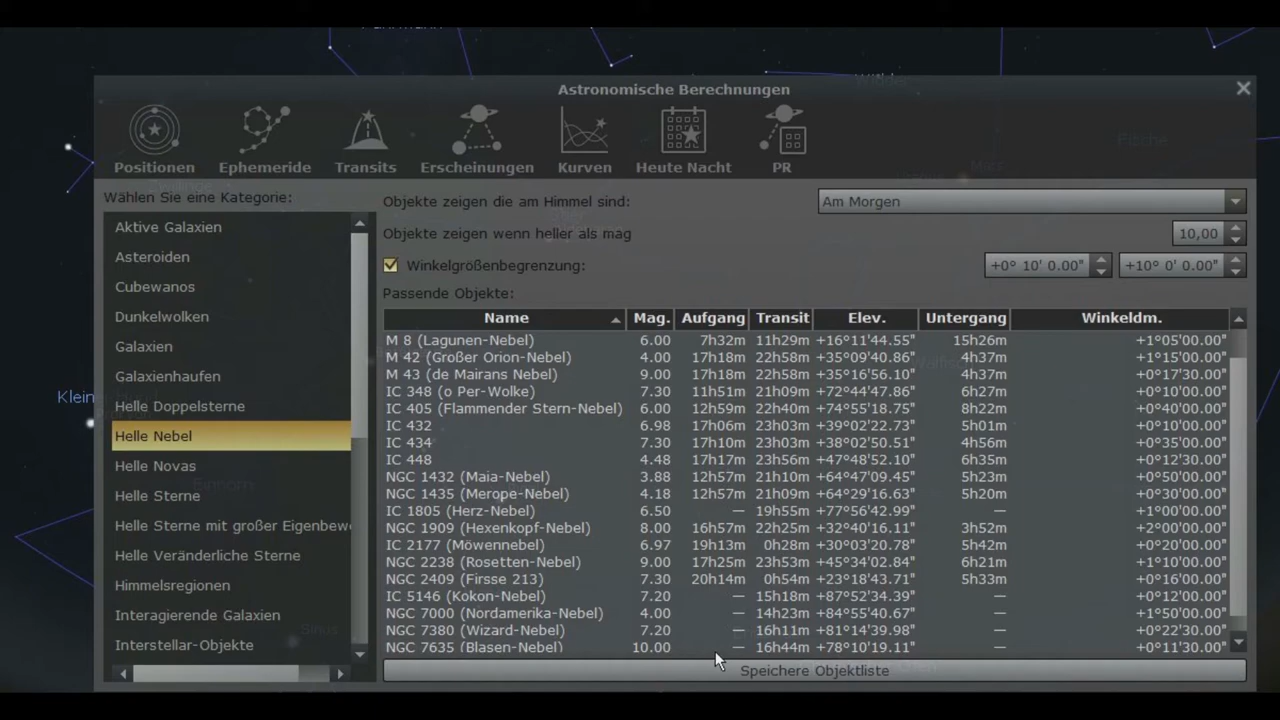 Astronomische Berechnungen
Positionen Ephemeride Transits Erscheinungen Kurven Heute Nacht PR
Wählen Sie eine Kategorie:
Aktive Galaxien
Asteroiden
Cubewanos
Dunkelwolken
Galaxien
Galaxienhaufen
Helle Doppelsterne
Helle Nebel
Helle Novas
Helle Sterne
Helle Sterne mit großer Eigenbewe
Helle Veränderliche Sterne
Himmelsregionen
Interagierende Galaxien
Interstellar-Objekte
Objekte zeigen die am Himmel sind: Am Morgen
Objekte zeigen wenn heller als mag 10,00
Winkelgrößenbegrenzung: +0° 10' 0.00" +10° 0' 0.00"
Passende Objekte:
Name Mag. Aufgang Transit Elev. Untergang Winkeldm.
M 8 (Lagunen-Nebel) 6.00 7h32m 11h29m +16°11'44.55" 15h26m +1°05'00.00"
M 42 (Großer Orion-Nebel) 4.00 17h18m 22h58m +35°09'40.86" 4h37m +1°15'00.00"
M 43 (de Mairans Nebel) 9.00 17h18m 22h58m +35°16'56.10" 4h37m +0°17'30.00"
IC 348 (o Per-Wolke) 7.30 11h51m 21h09m +72°44'47.86" 6h27m +0°10'00.00"
IC 405 (Flammender Stern-Nebel) 6.00 12h59m 22h40m +74°55'18.75" 8h22m +0°40'00.00"
IC 432 6.98 17h06m 23h03m +39°02'22.73" 5h01m +0°10'00.00"
IC 434 7.30 17h10m 23h03m +38°02'50.51" 4h56m +0°35'00.00"
IC 448 4.48 17h17m 23h56m +47°48'52.10" 6h35m +0°12'30.00"
NGC 1432 (Maia-Nebel) 3.88 12h57m 21h10m +64°47'09.45" 5h23m +0°50'00.00"
NGC 1435 (Merope-Nebel) 4.18 12h57m 21h09m +64°29'16.63" 5h20m +0°30'00.00"
IC 1805 (Herz-Nebel) 6.50 — 19h55m +77°56'42.99" — +1°00'00.00"
NGC 1909 (Hexenkopf-Nebel) 8.00 16h57m 22h25m +32°40'16.11" 3h52m +2°00'00.00"
IC 2177 (Möwennebel) 6.97 19h13m 0h28m +30°03'20.78" 5h42m +0°20'00.00"
NGC 2238 (Rosetten-Nebel) 9.00 17h25m 23h53m +45°34'02.84" 6h21m +1°10'00.00"
NGC 2409 (Firsse 213) 7.30 20h14m 0h54m +23°18'43.71" 5h33m +0°16'00.00"
IC 5146 (Kokon-Nebel) 7.20 — 15h18m +87°52'34.39" — +0°12'00.00"
NGC 7000 (Nordamerika-Nebel) 4.00 — 14h23m +84°55'40.67" — +1°50'00.00"
NGC 7380 (Wizard-Nebel) 7.20 — 16h11m +81°14'39.98" — +0°22'30.00"
NGC 7635 (Blasen-Nebel) 10.00 — 16h44m +78°10'19.11" — +0°11'30.00"
Speichere Objektliste
Klein
Fische
Mars
Einhorn
Sirius